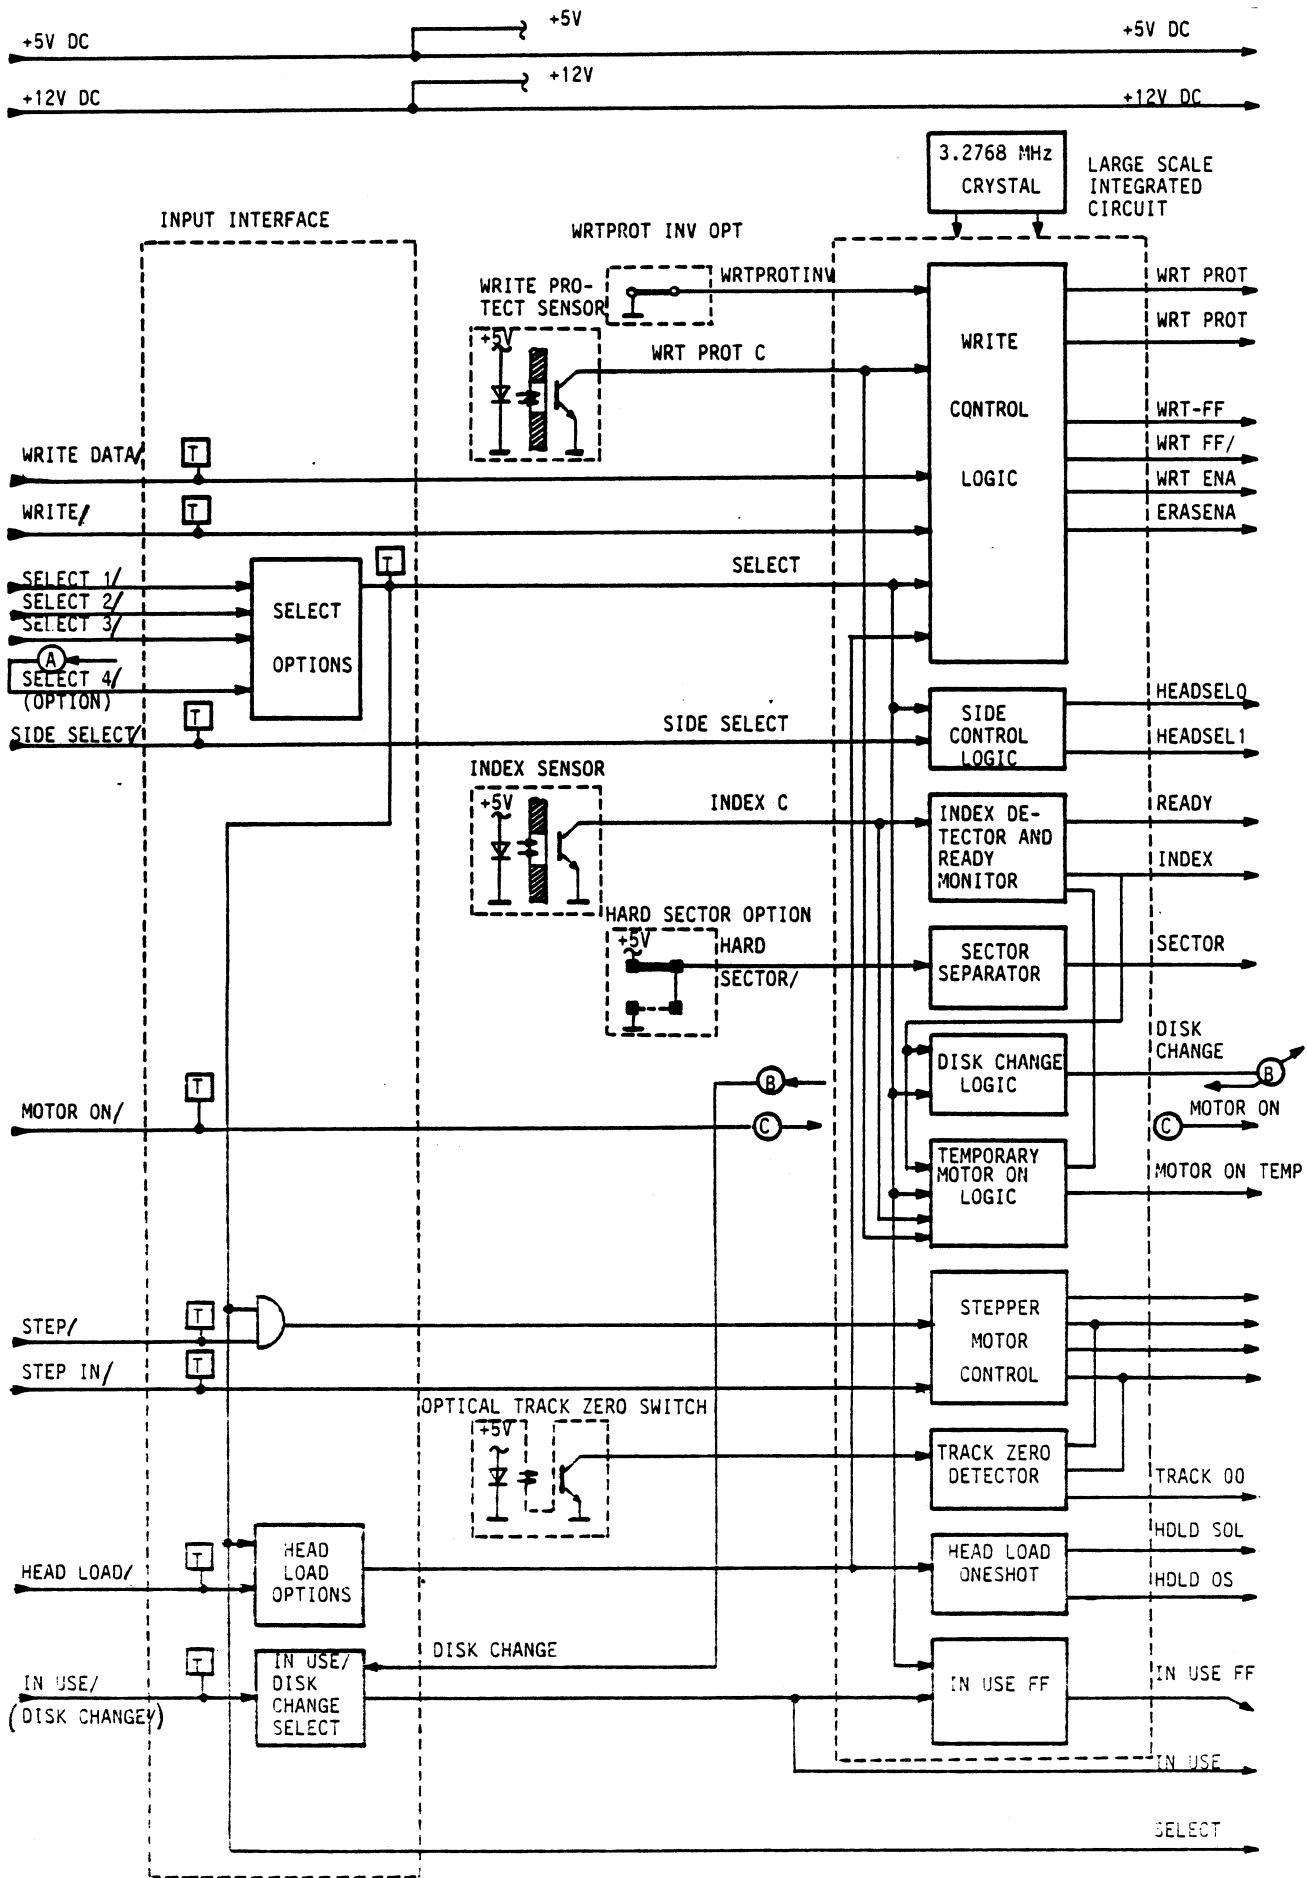 +5V
+5V DC
+5V DC
+12V
+12V DC
+12V DC
3.2768 MHz
CRYSTAL
LARGE SCALE
INTEGRATED
CIRCUIT
INPUT INTERFACE
WRTPROT INV OPT
WRITE PRO-
TECT SENSOR
WRTPROTINV
+5V
WRT PROT C
WRITE
CONTROL
LOGIC
WRT PROT
WRT PROT
WRT-FF
WRT FF/
WRT ENA
ERASENA
WRITE DATA/
T
WRITE/
T
T
SELECT 1/
SELECT 2/
SELECT 3/
A
SELECT 4/
(OPTION)
SELECT
OPTIONS
SELECT
SIDE SELECT/
T
SIDE SELECT
SIDE
CONTROL
LOGIC
HEADSEL0
HEADSEL1
INDEX SENSOR
+5V
INDEX C
INDEX DE-
TECTOR AND
READY
MONITOR
READY
INDEX
HARD SECTOR OPTION
+5V
HARD
SECTOR/
SECTOR
SEPARATOR
SECTOR
DISK CHANGE
LOGIC
DISK
CHANGE
B
B
T
MOTOR ON/
C
C
MOTOR ON
TEMPORARY
MOTOR ON
LOGIC
MOTOR ON TEMP
STEP/
T
STEP IN/
T
STEPPER
MOTOR
CONTROL
OPTICAL TRACK ZERO SWITCH
+5V
TRACK ZERO
DETECTOR
TRACK 00
HEAD LOAD/
T
HEAD
LOAD
OPTIONS
HEAD LOAD
ONESHOT
HDLD SOL
HDLD OS
IN USE/
(DISK CHANGE/)
T
IN USE/
DISK
CHANGE
SELECT
DISK CHANGE
IN USE FF
IN USE FF
IN USE
SELECT